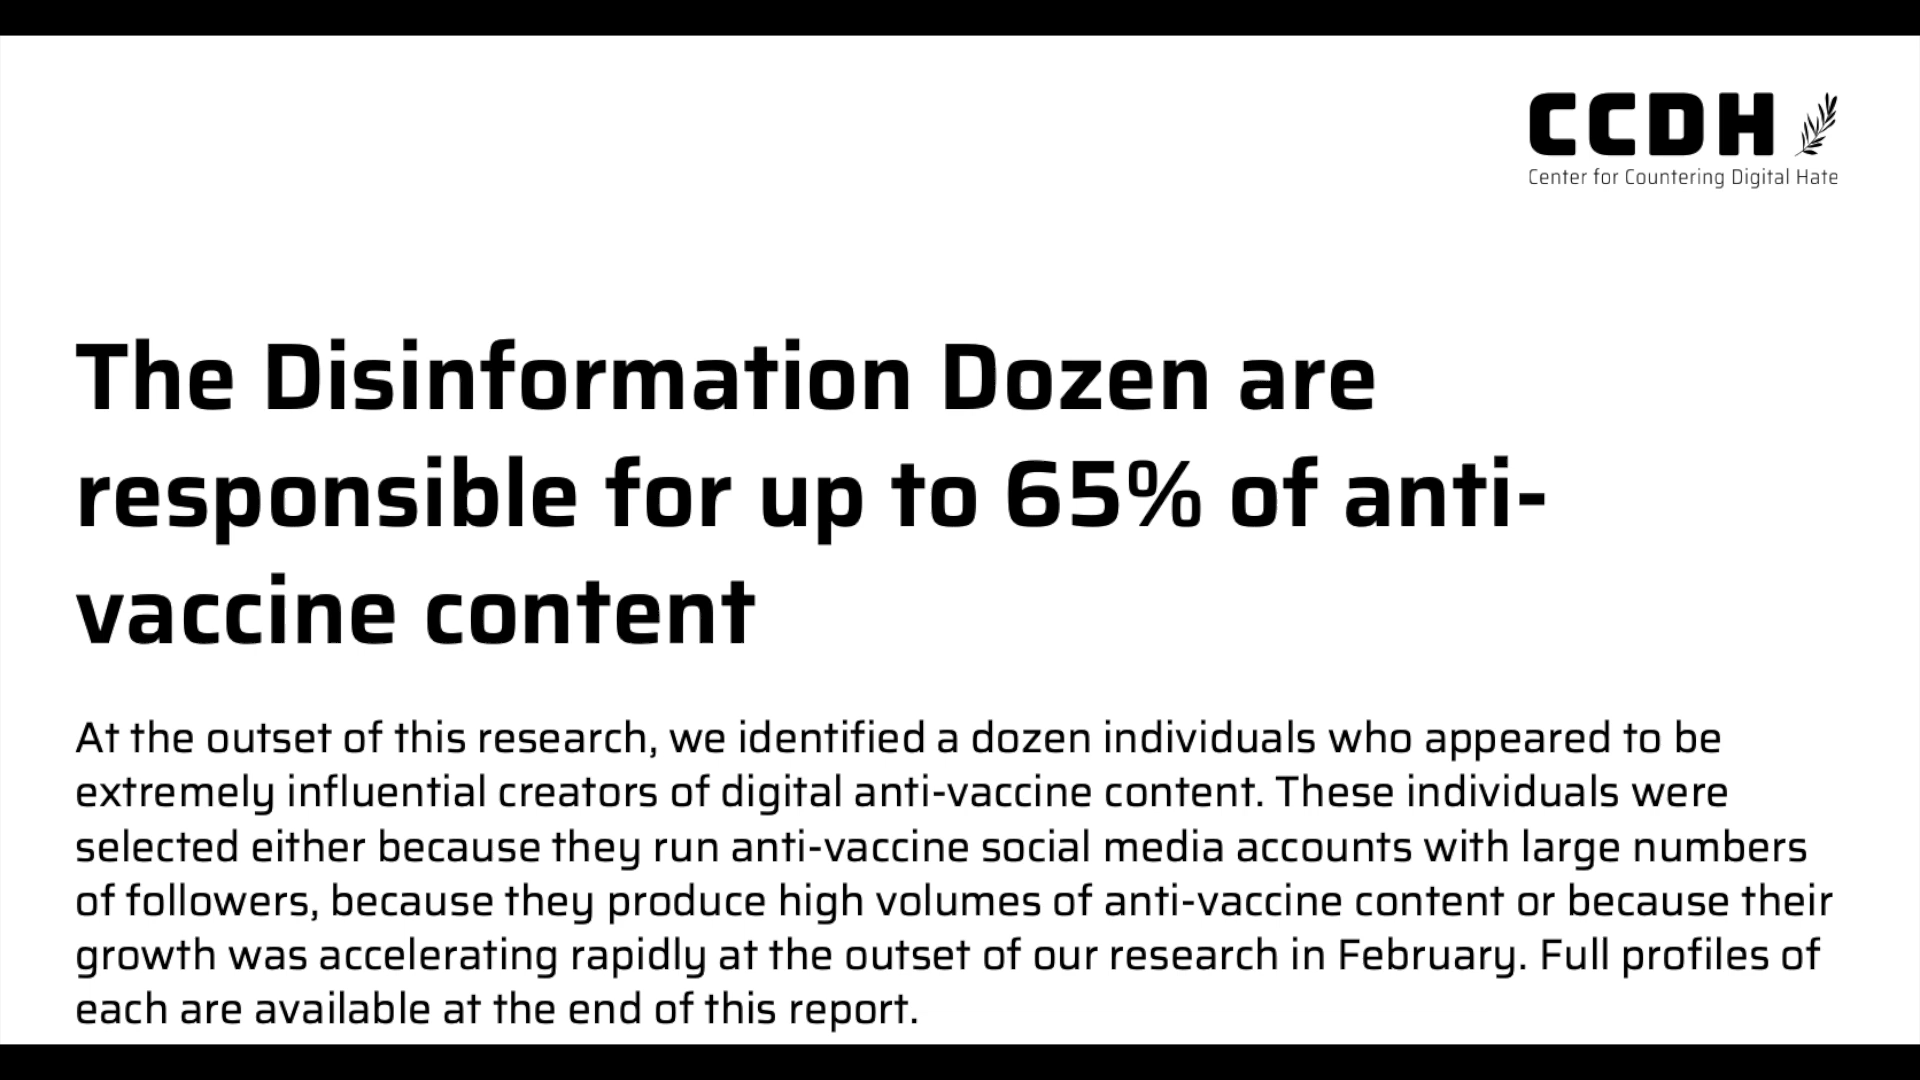 CCDH
Center for Countering Digital Hate
The Disinformation Dozen are
responsible for up to 65% of anti-
vaccine content
At the outset of this research, we identified a dozen individuals who appeared to be
extremely influential creators of digital anti-vaccine content. These individuals were
selected either because they run anti-vaccine social media accounts with large numbers
of followers, because they produce high volumes of anti-vaccine content or because their
growth was accelerating rapidly at the outset of our research in February. Full profiles of
each are available at the end of this report.